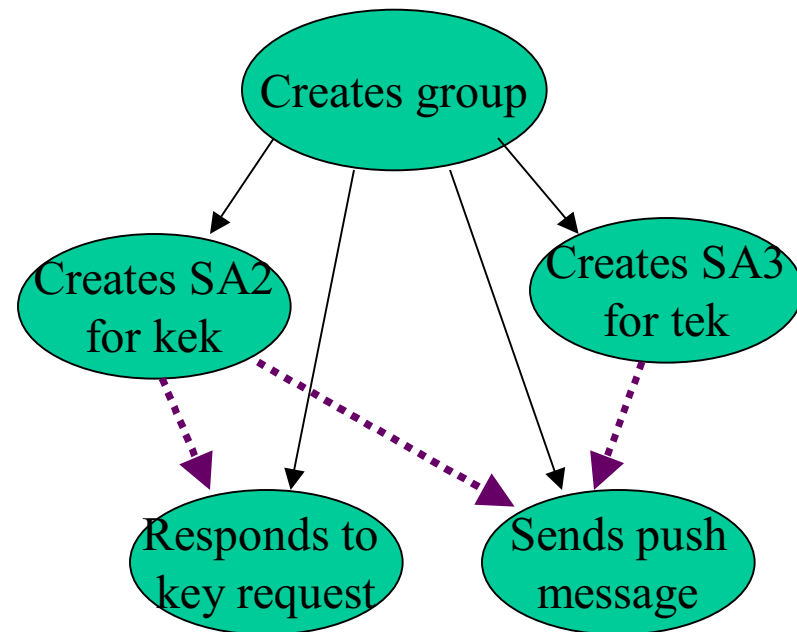 Creates group
Creates SA2
for kek
Creates SA3
for tek
Responds to
key request
Sends push
message